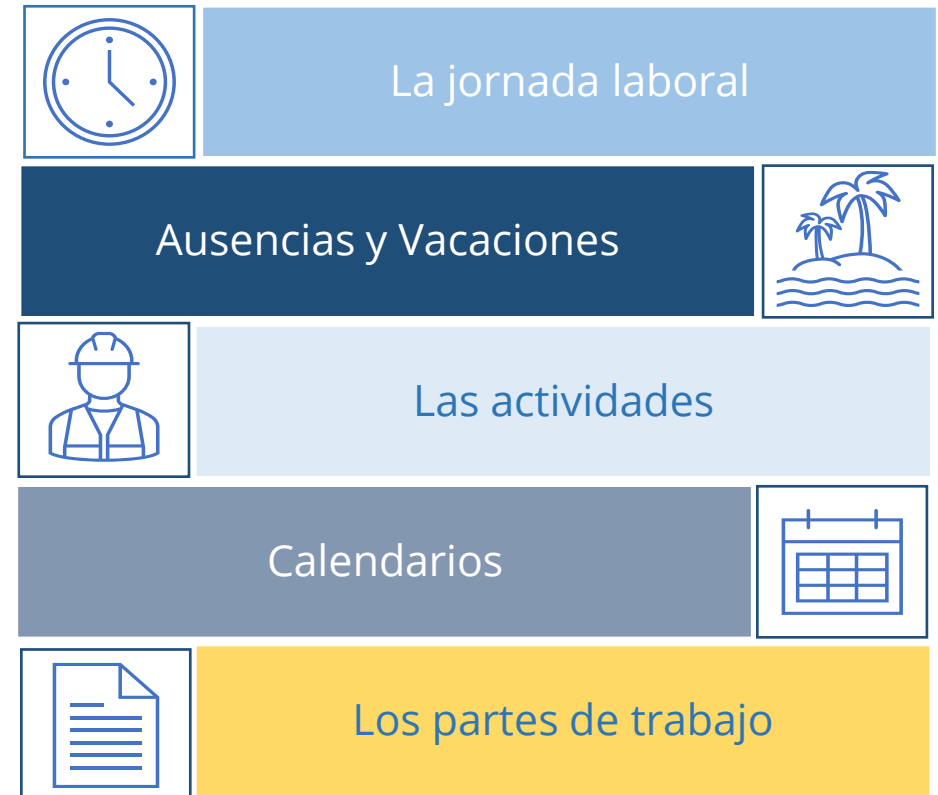 La jornada laboral
Ausencias y Vacaciones
Las actividades
Calendarios
Los partes de trabajo